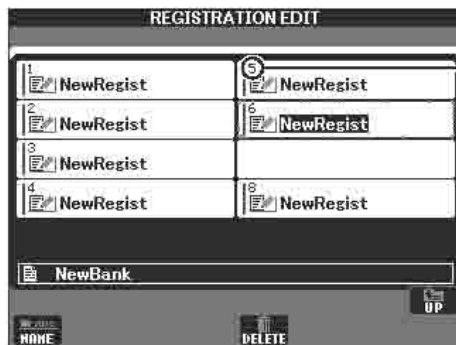 REGISTRATION EDIT
1
NewRegist
5
NewRegist
2
NewRegist
6
NewRegist
3
NewRegist
4
NewRegist
8
NewRegist
NewBank
UP
NAME
DELETE